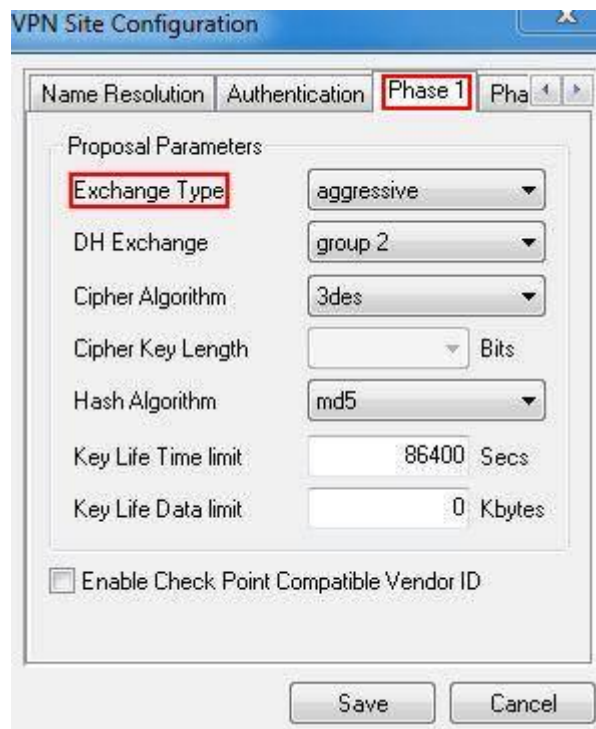 VPN Site Configuration
Name Resolution Authentication Phase 1 Pha
Proposal Parameters
Exchange Type aggressive
DH Exchange group 2
Cipher Algorithm 3des
Cipher Key Length Bits
Hash Algorithm md5
Key Life Time limit 86400 Secs
Key Life Data limit 0 Kbytes
Enable Check Point Compatible Vendor ID
Save Cancel